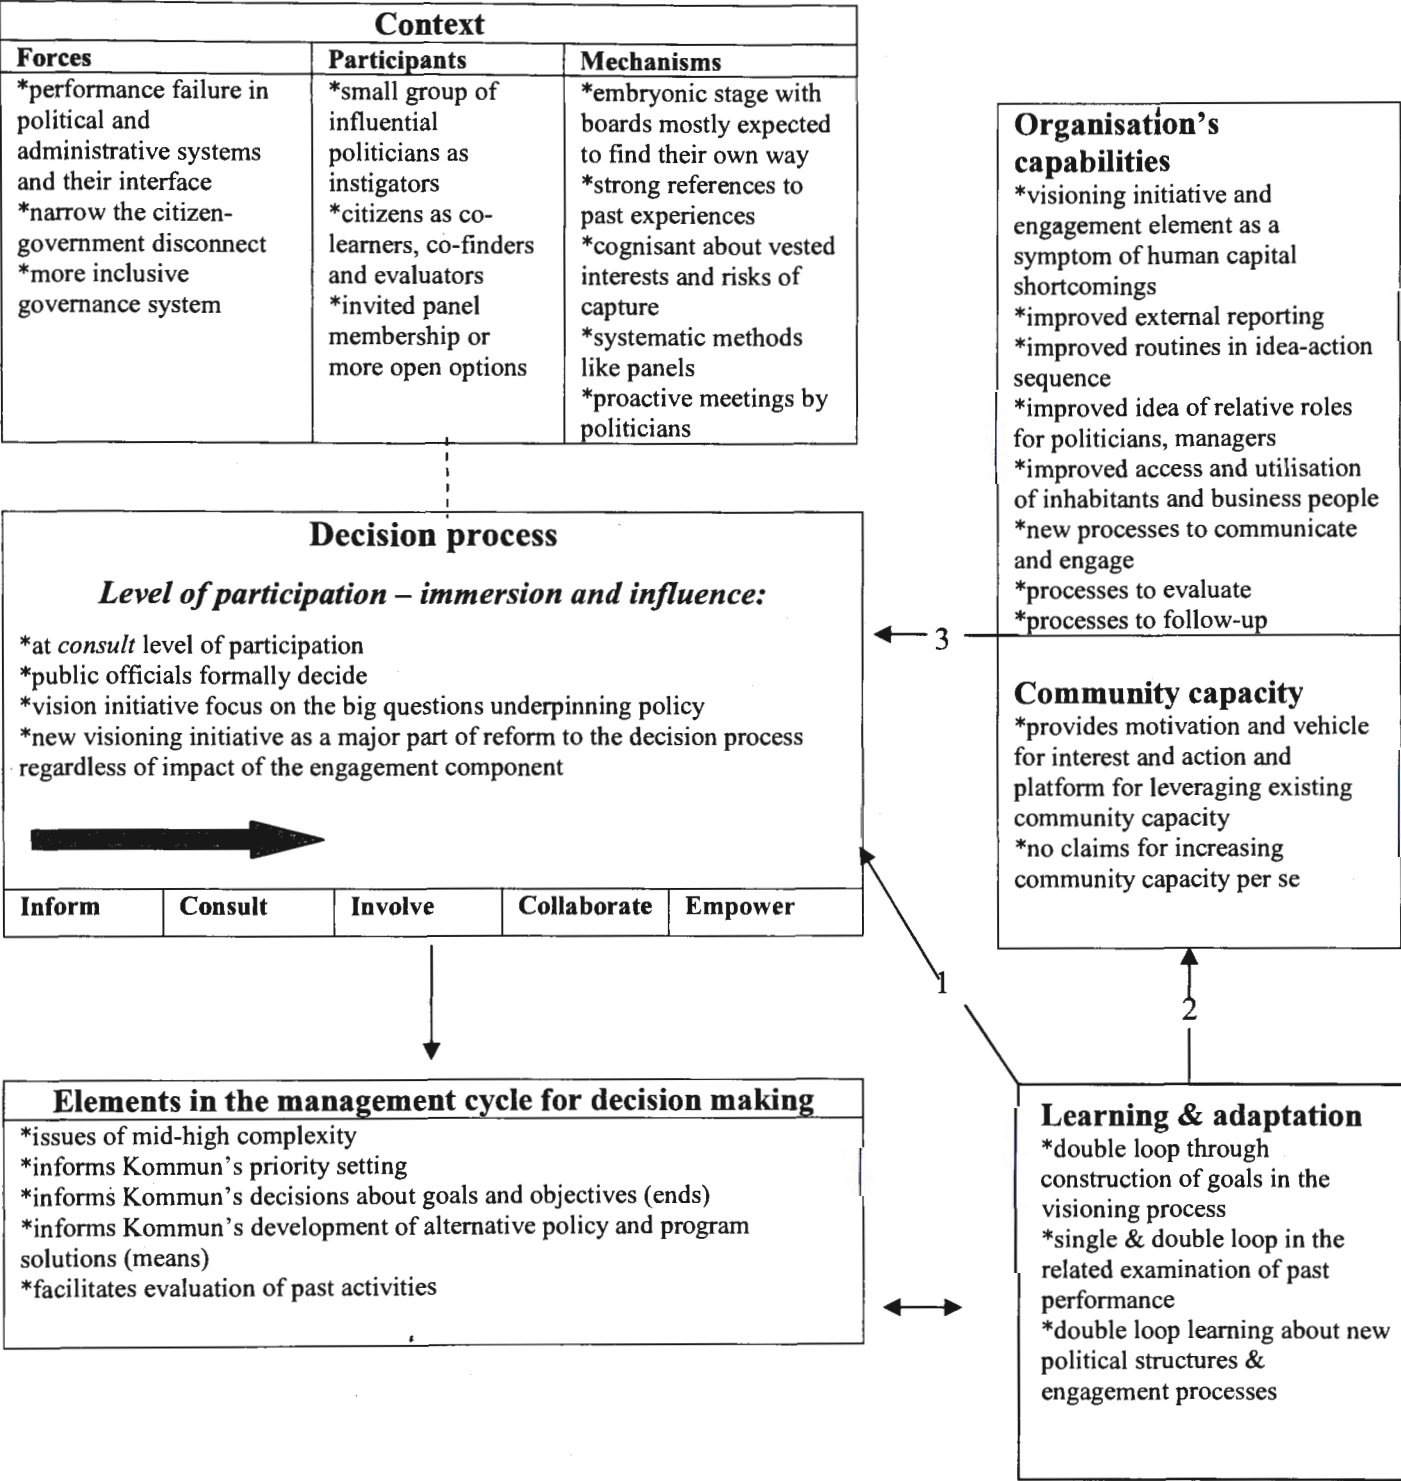 Context
Forces
*performance failure in
political and
administrative systems
and their interface
*narrow the citizen-
government disconnect
*more inclusive
governance system
Participants
*small group of
influential
politicians as
instigators
*citizens as co-
learners, co-finders
and evaluators
*invited panel
membership or
more open options
Mechanisms
*embryonic stage with
boards mostly expected
to find their own way
*strong references to
past experiences
*cognisant about vested
interests and risks of
capture
*systematic methods
like panels
*proactive meetings by
politicians
Decision process
Level of participation – immersion and influence:
*at consult level of participation
*public officials formally decide
*vision initiative focus on the big questions underpinning policy
*new visioning initiative as a major part of reform to the decision process
regardless of impact of the engagement component
Inform Consult Involve Collaborate Empower
Elements in the management cycle for decision making
*issues of mid-high complexity
*informs Kommun's priority setting
*informs Kommun's decisions about goals and objectives (ends)
*informs Kommun's development of alternative policy and program
solutions (means)
*facilitates evaluation of past activities
Organisation's
capabilities
*visioning initiative and
engagement element as a
symptom of human capital
shortcomings
*improved external reporting
*improved routines in idea-action
sequence
*improved idea of relative roles
for politicians, managers
*improved access and utilisation
of inhabitants and business people
*new processes to communicate
and engage
*processes to evaluate
*processes to follow-up
3
Community capacity
*provides motivation and vehicle
for interest and action and
platform for leveraging existing
community capacity
*no claims for increasing
community capacity per se
1
2
Learning & adaptation
*double loop through
construction of goals in the
visioning process
*single & double loop in the
related examination of past
performance
*double loop learning about new
political structures &
engagement processes